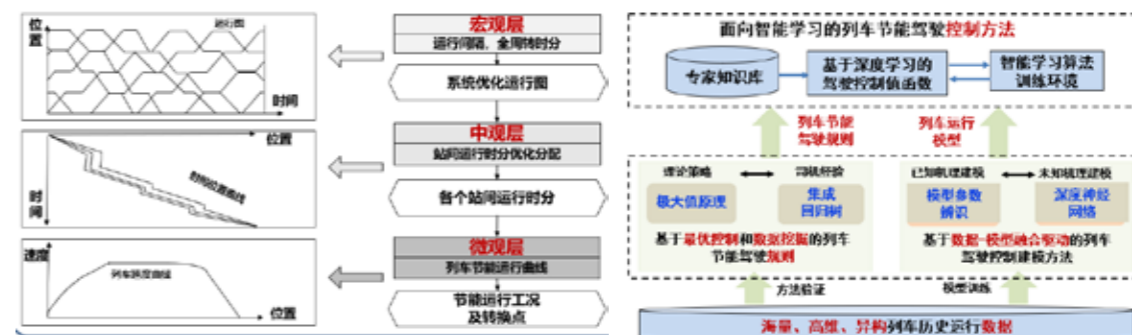 位置
运行图
时间
位置
时间
时间位置曲线
速度
列车速度曲线
位置
宏观层
运行间隔、全周转时分
系统优化运行图
中观层
站间运行时分优化分配
各个站间运行时分
微观层
列车节能运行曲线
节能运行工况
及转换点
面向智能学习的列车节能驾驶控制方法
专家知识库
基于深度学习的
驾驶控制值函数
智能学习算法
训练环境
列车节能
驾驶规则
列车运行
模型
理论策略
司机经验
极大值原理
集成
回归树
基于最优控制和数据挖掘的列车
节能驾驶规则
已知机理建模
未知机理建模
模型参数
辨识
深度神经
网络
基于数据-模型融合驱动的列车
驾驶控制建模方法
方法验证
模型训练
海量、高维、异构列车历史运行数据